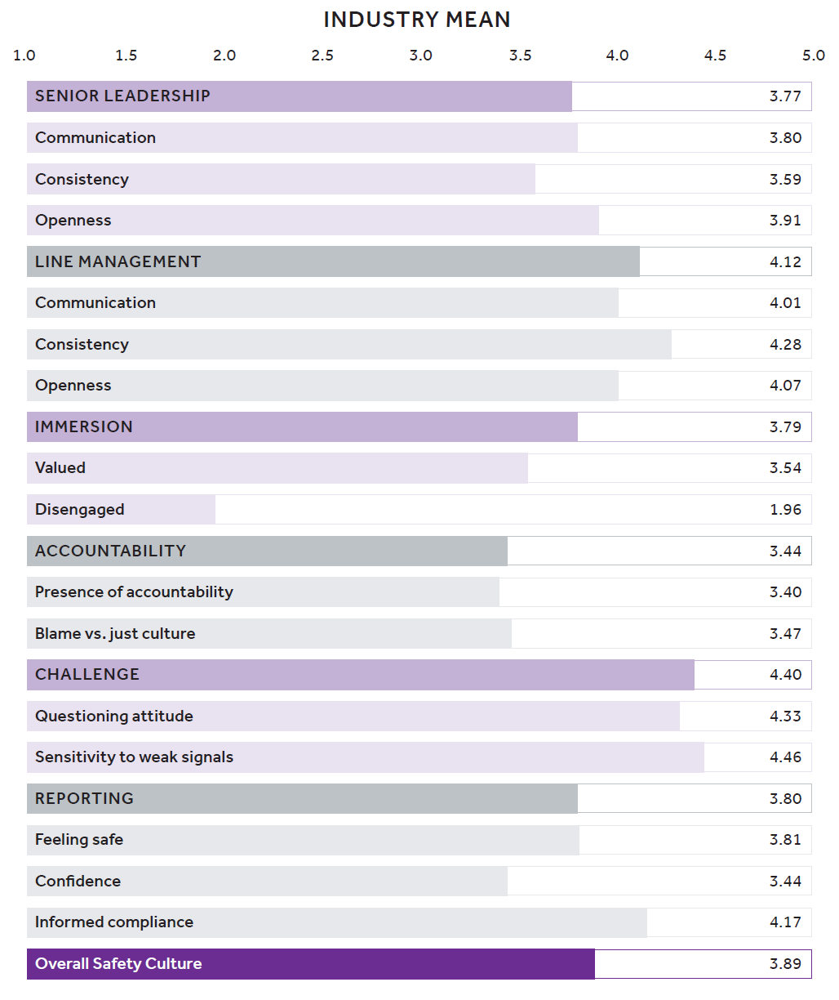 INDUSTRY MEAN
1.0 1.5 2.0 2.5 3.0 3.5 4.0 4.5 5.0
SENIOR LEADERSHIP 3.77
Communication 3.80
Consistency 3.59
Openness 3.91
LINE MANAGEMENT 4.12
Communication 4.01
Consistency 4.28
Openness 4.07
IMMERSION 3.79
Valued 3.54
Disengaged 1.96
ACCOUNTABILITY 3.44
Presence of accountability 3.40
Blame vs. just culture 3.47
CHALLENGE 4.40
Questioning attitude 4.33
Sensitivity to weak signals 4.46
REPORTING 3.80
Feeling safe 3.81
Confidence 3.44
Informed compliance 4.17
Overall Safety Culture 3.89